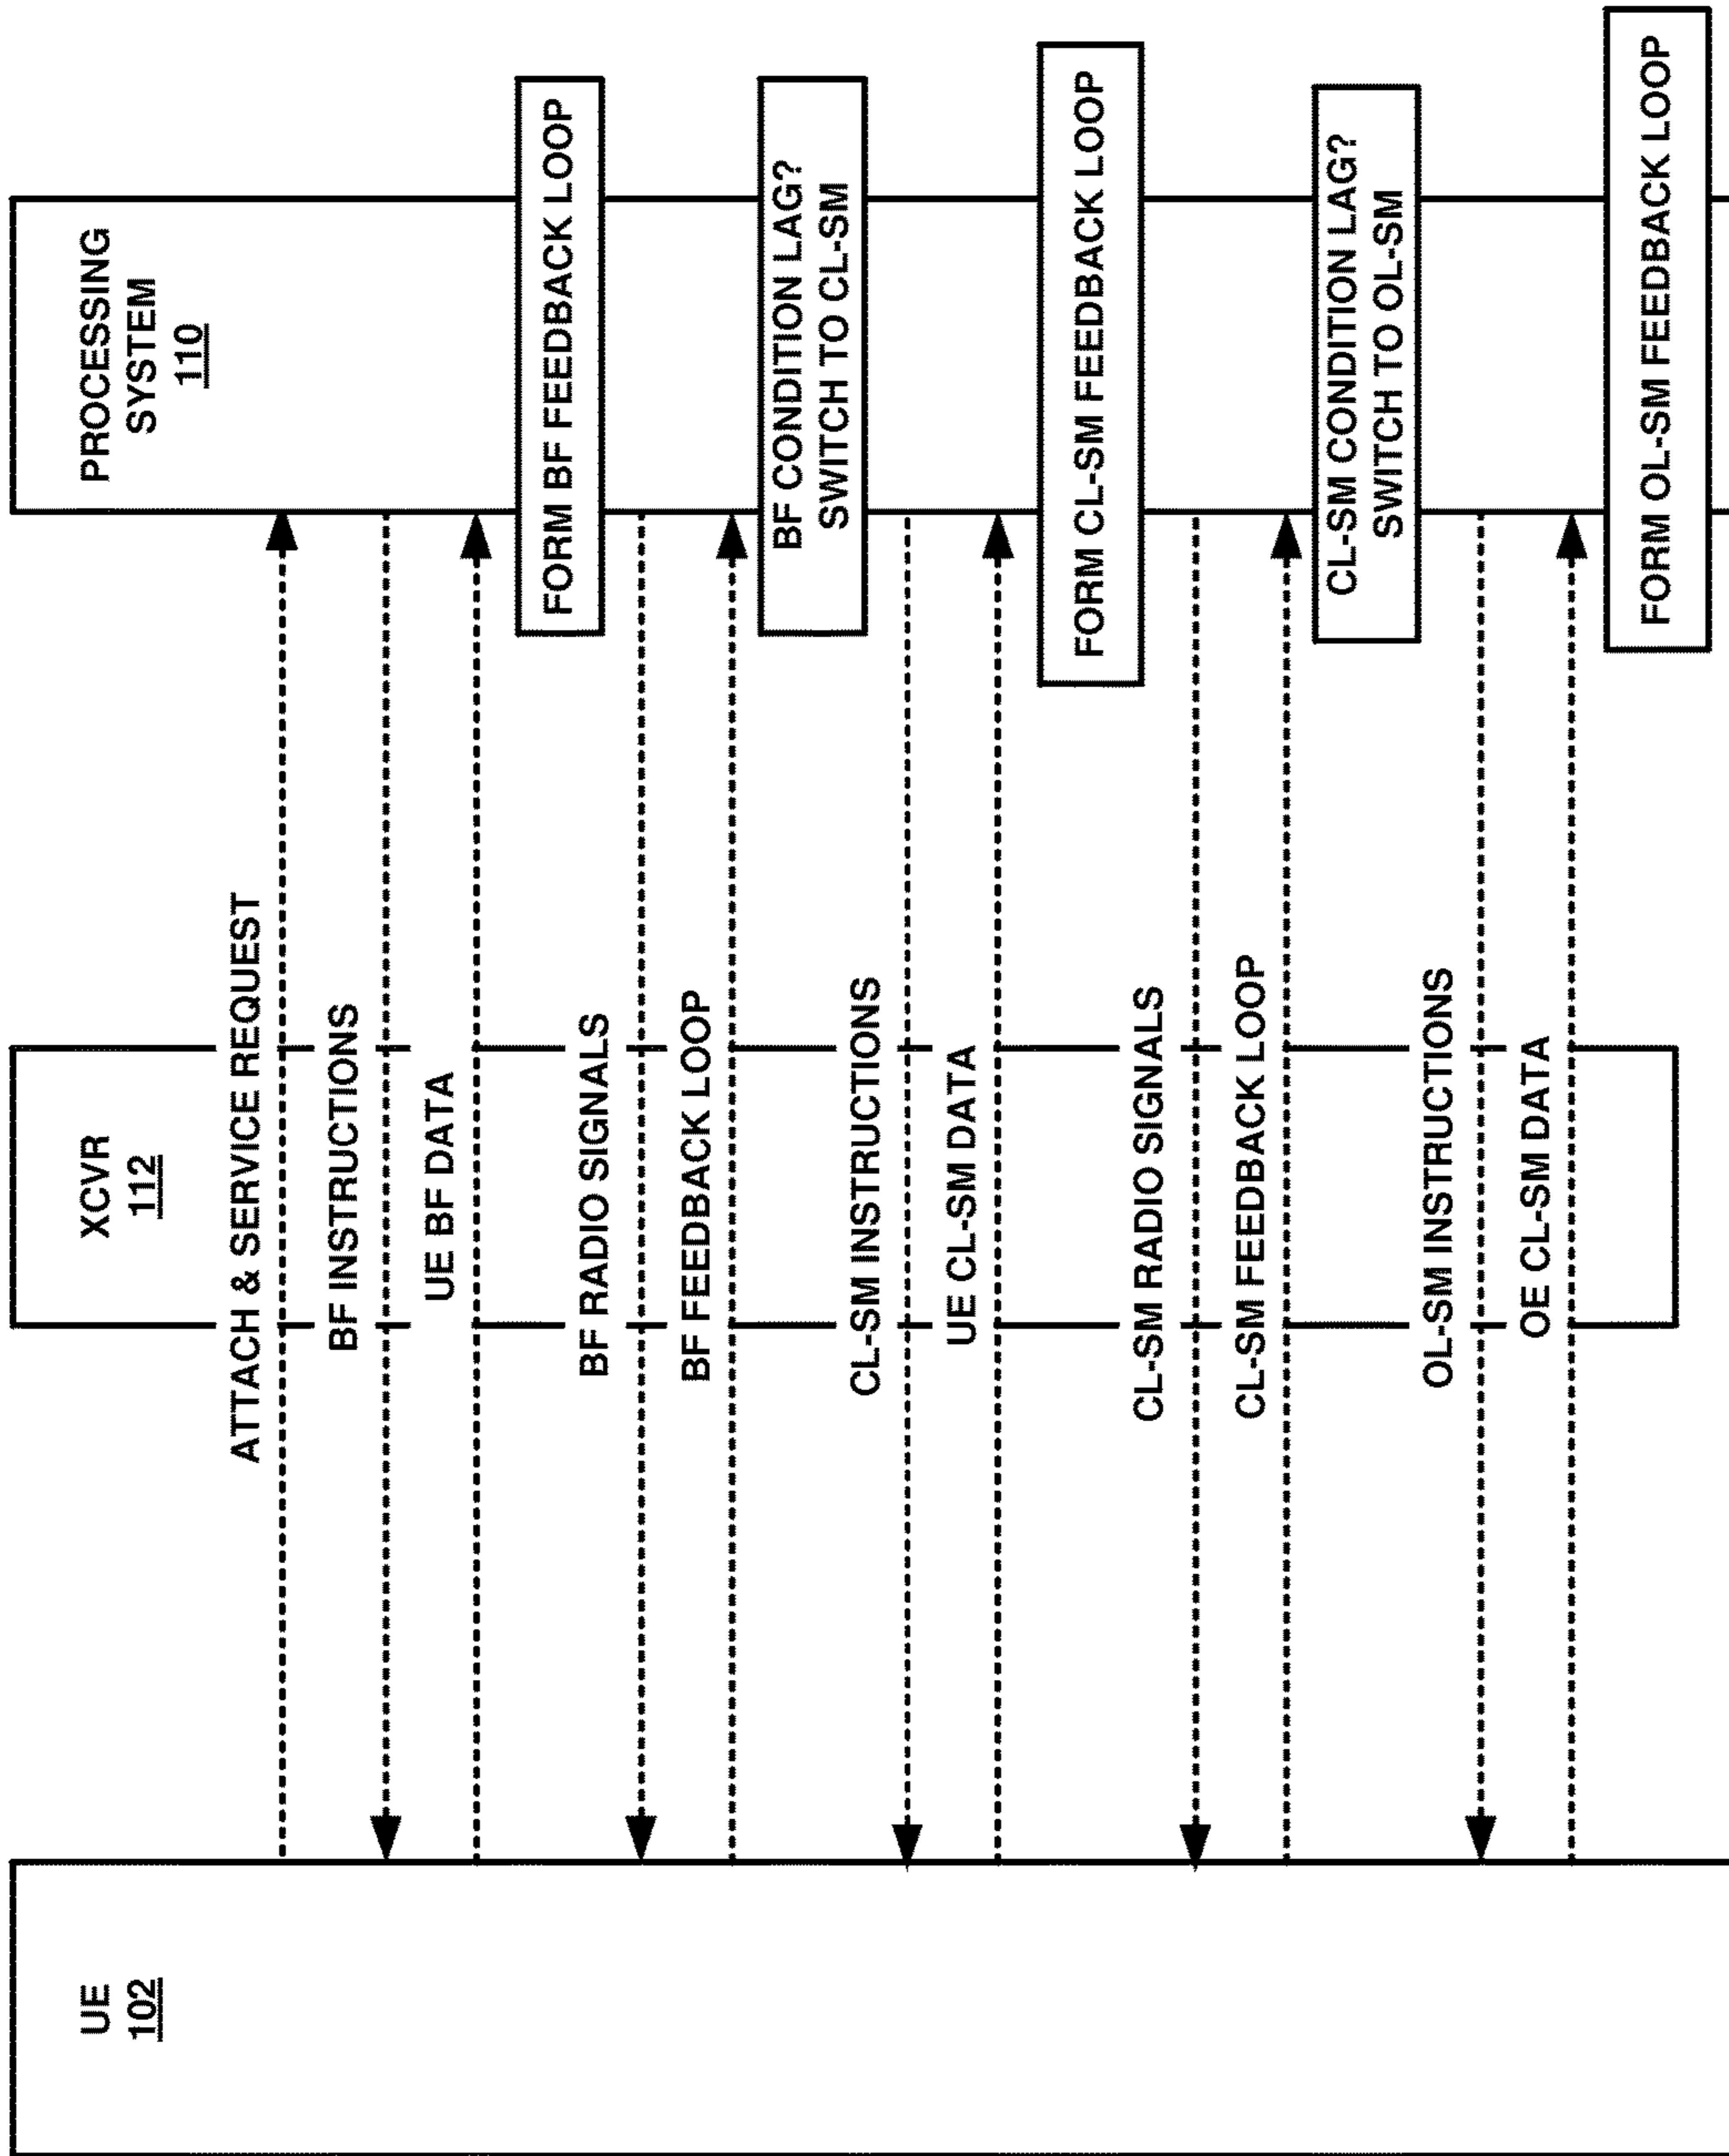 UE
102
XCVR
112
PROCESSING
SYSTEM
110
ATTACH & SERVICE REQUEST
BF INSTRUCTIONS
UE BF DATA
FORM BF FEEDBACK LOOP
BF RADIO SIGNALS
BF FEEDBACK LOOP
BF CONDITION LAG?
SWITCH TO CL-SM
CL-SM INSTRUCTIONS
UE CL-SM DATA
FORM CL-SM FEEDBACK LOOP
CL-SM RADIO SIGNALS
CL-SM FEEDBACK LOOP
CL-SM CONDITION LAG?
SWITCH TO OL-SM
OL-SM INSTRUCTIONS
OE CL-SM DATA
FORM OL-SM FEEDBACK LOOP